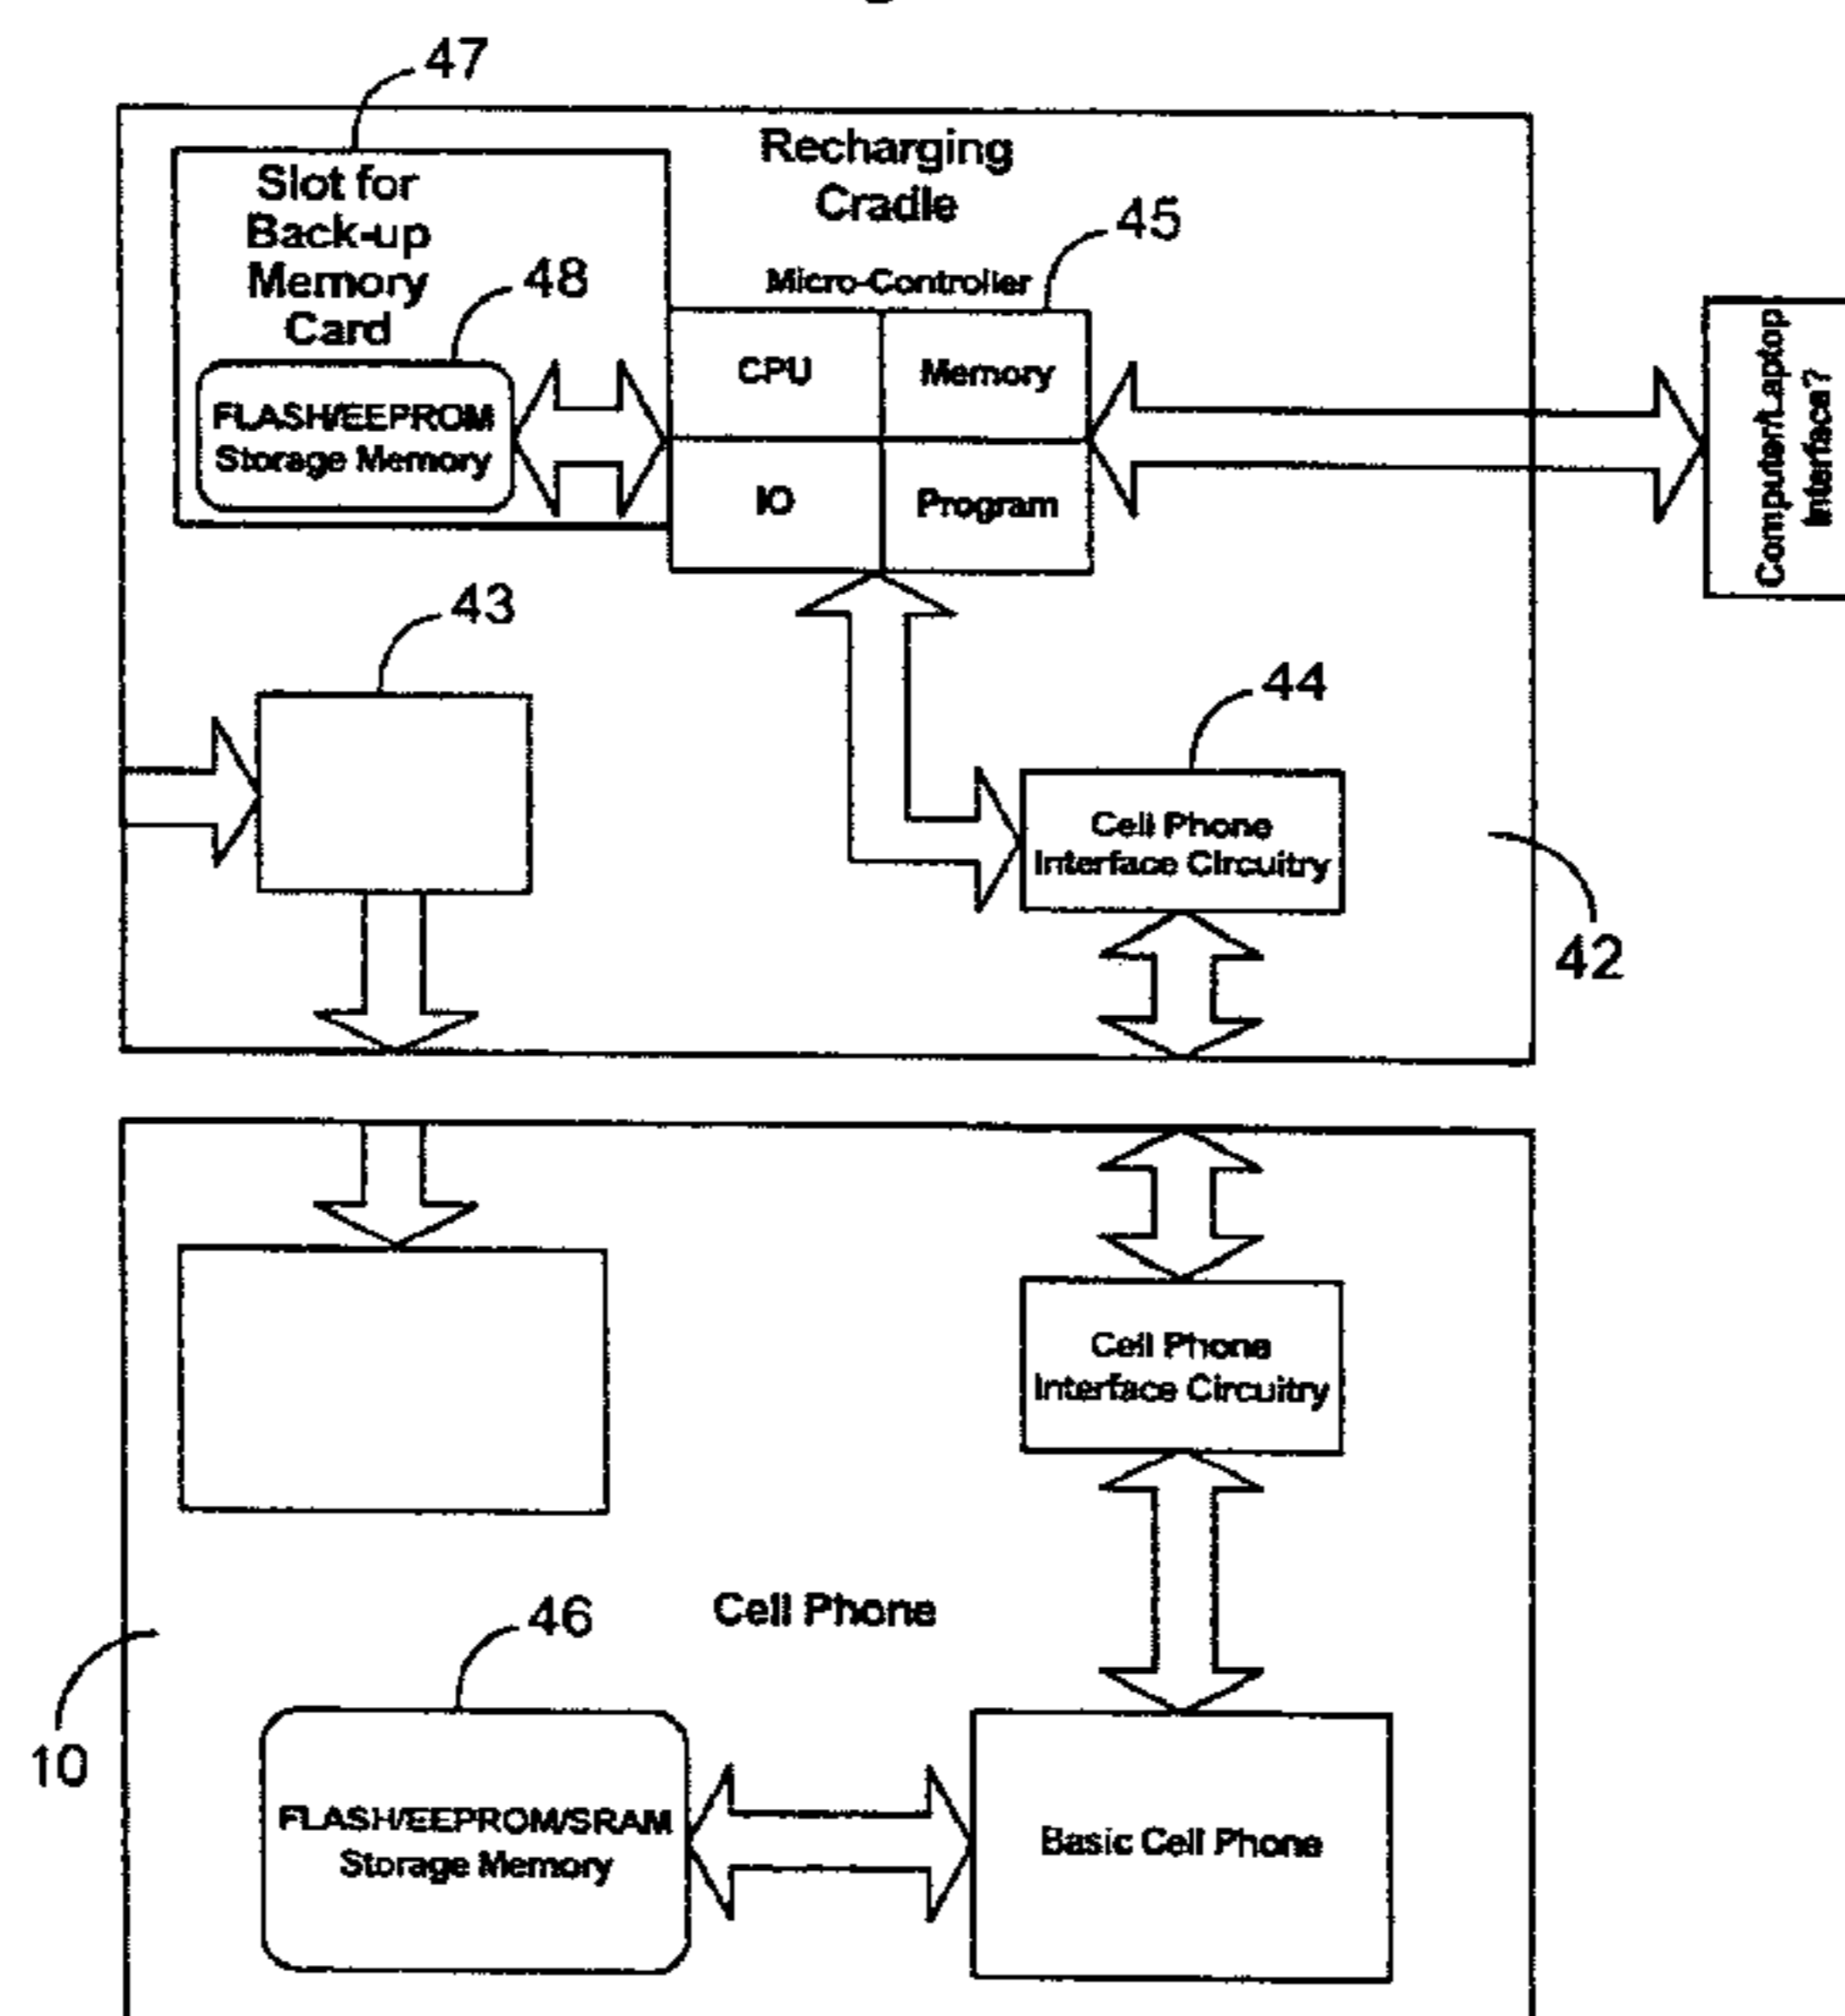 47
Recharging
Cradle
Slot for
Back-up
Memory
Card
48
45
Micro-Controller
CPU
Memory
FLASH/EEPROM
Storage Memory
IO
Program
Computer/Laptop
Interface?
43
44
Cell Phone
Interface Circuitry
42
Cell Phone
Interface Circuitry
Cell Phone
46
10
FLASH/EEPROM/SRAM
Storage Memory
Basic Cell Phone